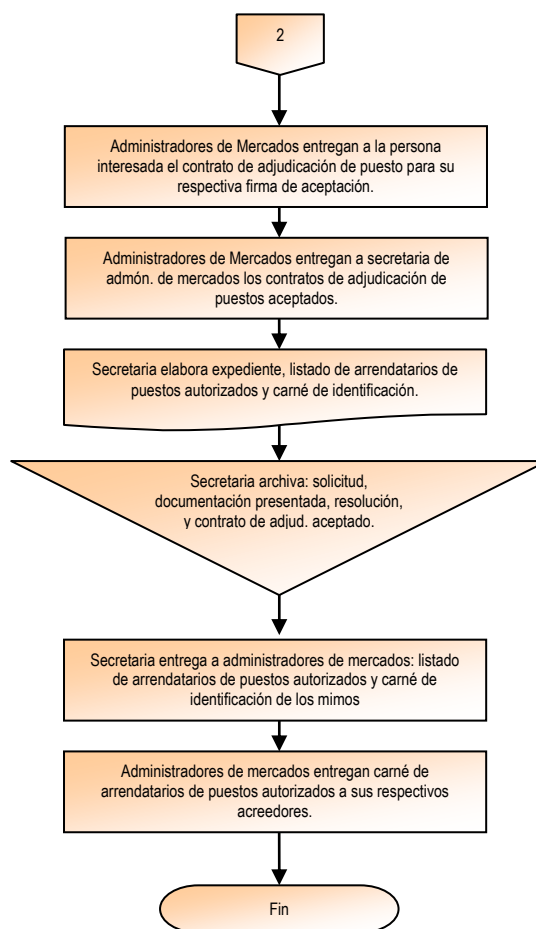 2
Administradores de Mercados entregan a la persona
interesada el contrato de adjudicación de puesto para su
respectiva firma de aceptación.
Administradores de Mercados entregan a secretaria de
admón. de mercados los contratos de adjudicación de
puestos aceptados.
Secretaria elabora expediente, listado de arrendatarios de
puestos autorizados y carné de identificación.
Secretaria archiva: solicitud,
documentación presentada, resolución,
y contrato de adjud. aceptado.
Secretaria entrega a administradores de mercados: listado
de arrendatarios de puestos autorizados y carné de
identificación de los mimos
Administradores de mercados entregan carné de
arrendatarios de puestos autorizados a sus respectivos
acreedores.
Fin